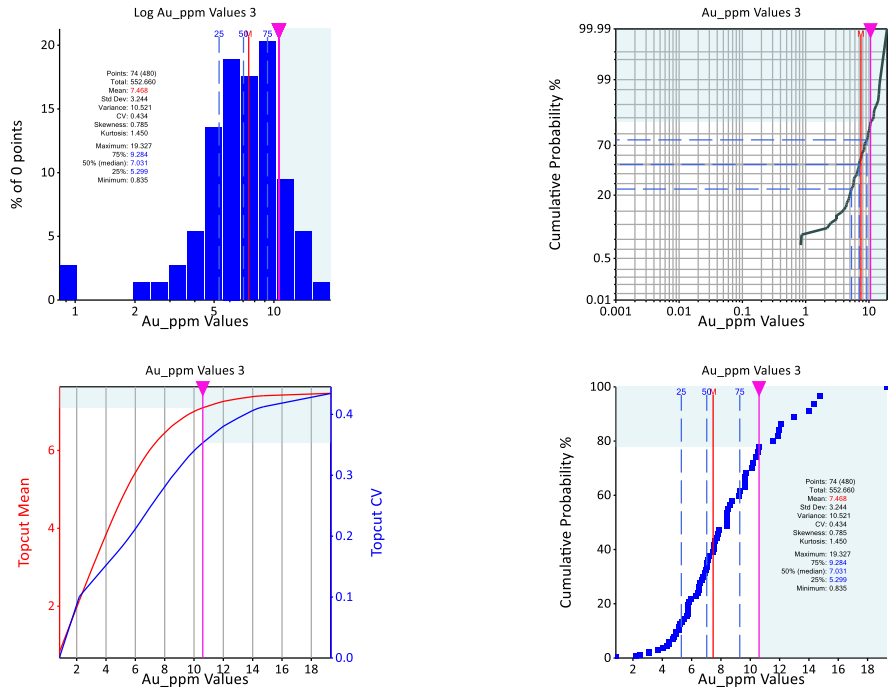 Log Au_ppm Values 3
25 50 M 75
20
15
10
5
0
% of 0 points
Points: 74 (480)
Total: 552.660
Mean: 7.468
Std Dev: 3.244
Variance: 10.521
CV: 0.434
Skewness: 0.785
Kurtosis: 1.450
Maximum: 19.327
75%: 9.284
50% (median): 7.031
25%: 5.299
Minimum: 0.835
1 2 5 10
Au_ppm Values
Au_ppm Values 3
M
99.99
99
70
20
0.5
0.01
Cumulative Probability %
0.001 0.01 0.1 1 10
Au_ppm Values
Au_ppm Values 3
6
4
2
Topcut Mean
0.4
0.3
0.2
0.1
0.0
Topcut CV
2 4 6 8 10 12 14 16 18
Au_ppm Values
Au_ppm Values 3
25 50 M 75
100
80
60
40
20
0
Cumulative Probability %
Points: 74 (480)
Total: 552.660
Mean: 7.468
Std Dev: 3.244
Variance: 10.521
CV: 0.434
Skewness: 0.785
Kurtosis: 1.450
Maximum: 19.327
75%: 9.284
50% (median): 7.031
25%: 5.299
Minimum: 0.835
2 4 6 8 10 12 14 16 18
Au_ppm Values